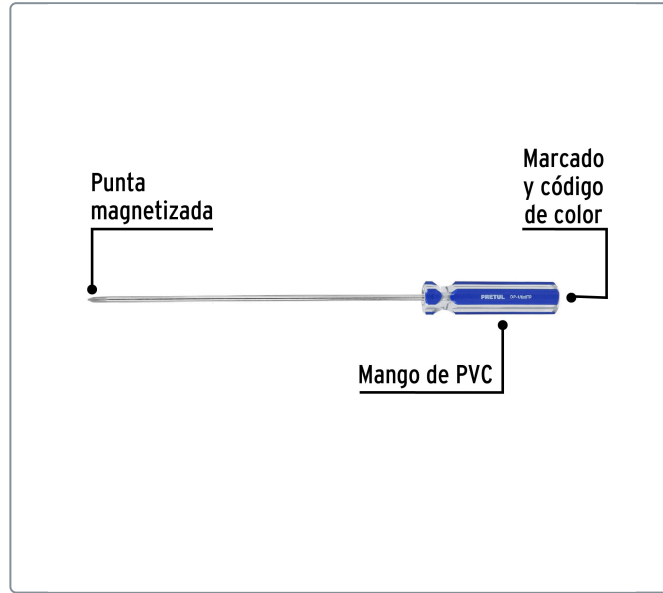 Punta
magnetizada
Marcado
y código
de color
PRETUL
Mango de PVC